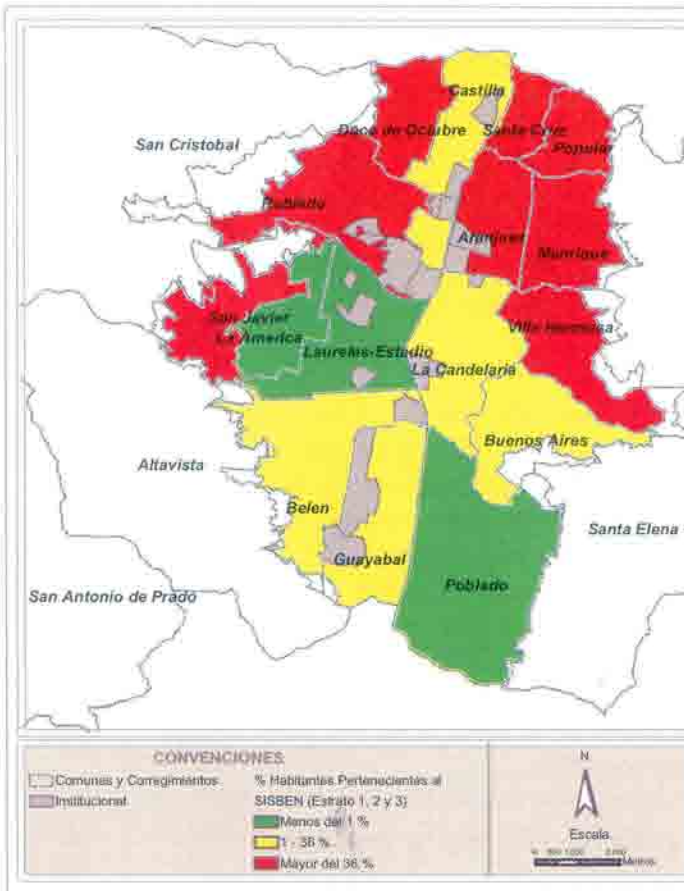 Castilla
Doce de Octubre
Santa Cruz
San Cristobal
Popular
Robledo
Aranjuez
Manrique
San Javier
La America
Villa Hermosa
Laureles-Estadio
La Candelaria
Buenos Aires
Altavista
Belen
Santa Elena
Guayabal
Poblado
San Antonio de Prado
CONVENCIONES
Comunas y Corregimientos
Institucional
% Habitantes Pertenecientes al
SISBEN (Estrato 1, 2 y 3)
Menos del 1 %
1 - 36 %
Mayor del 36 %
N
Escala
Metros